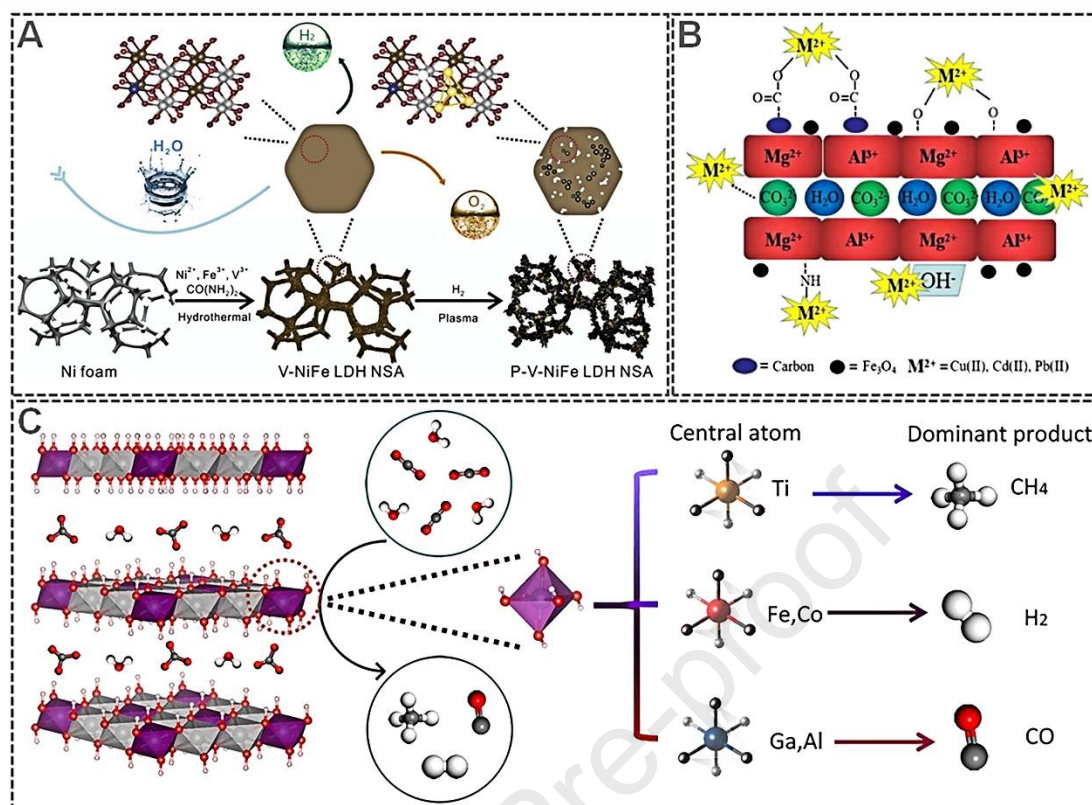 A
H₂
H₂O
O₂
Ni²⁺, Fe³⁺, V³⁺
CO(NH₂)₂
Hydrothermal
H₂
Plasma
Ni foam
V-NiFe LDH NSA
P-V-NiFe LDH NSA
B
M²⁺
M²⁺
O=C
C=O
O
O
O
O
Mg²⁺ Al³⁺ Mg²⁺ Al³⁺
M²⁺
CO₃²⁻ H₂O CO₃²⁻ H₂O CO₃²⁻ H₂O
M²⁺
Mg²⁺ Al³⁺ Mg²⁺ Al³⁺
NH
M²⁺
M²⁺
OH-
= Carbon = Fe₃O₄ M²⁺ =Cu(II), Cd(II), Pb(II)
C
Central atom Dominant product
Ti CH₄
Fe,Co H₂
Ga,Al CO
re-proof